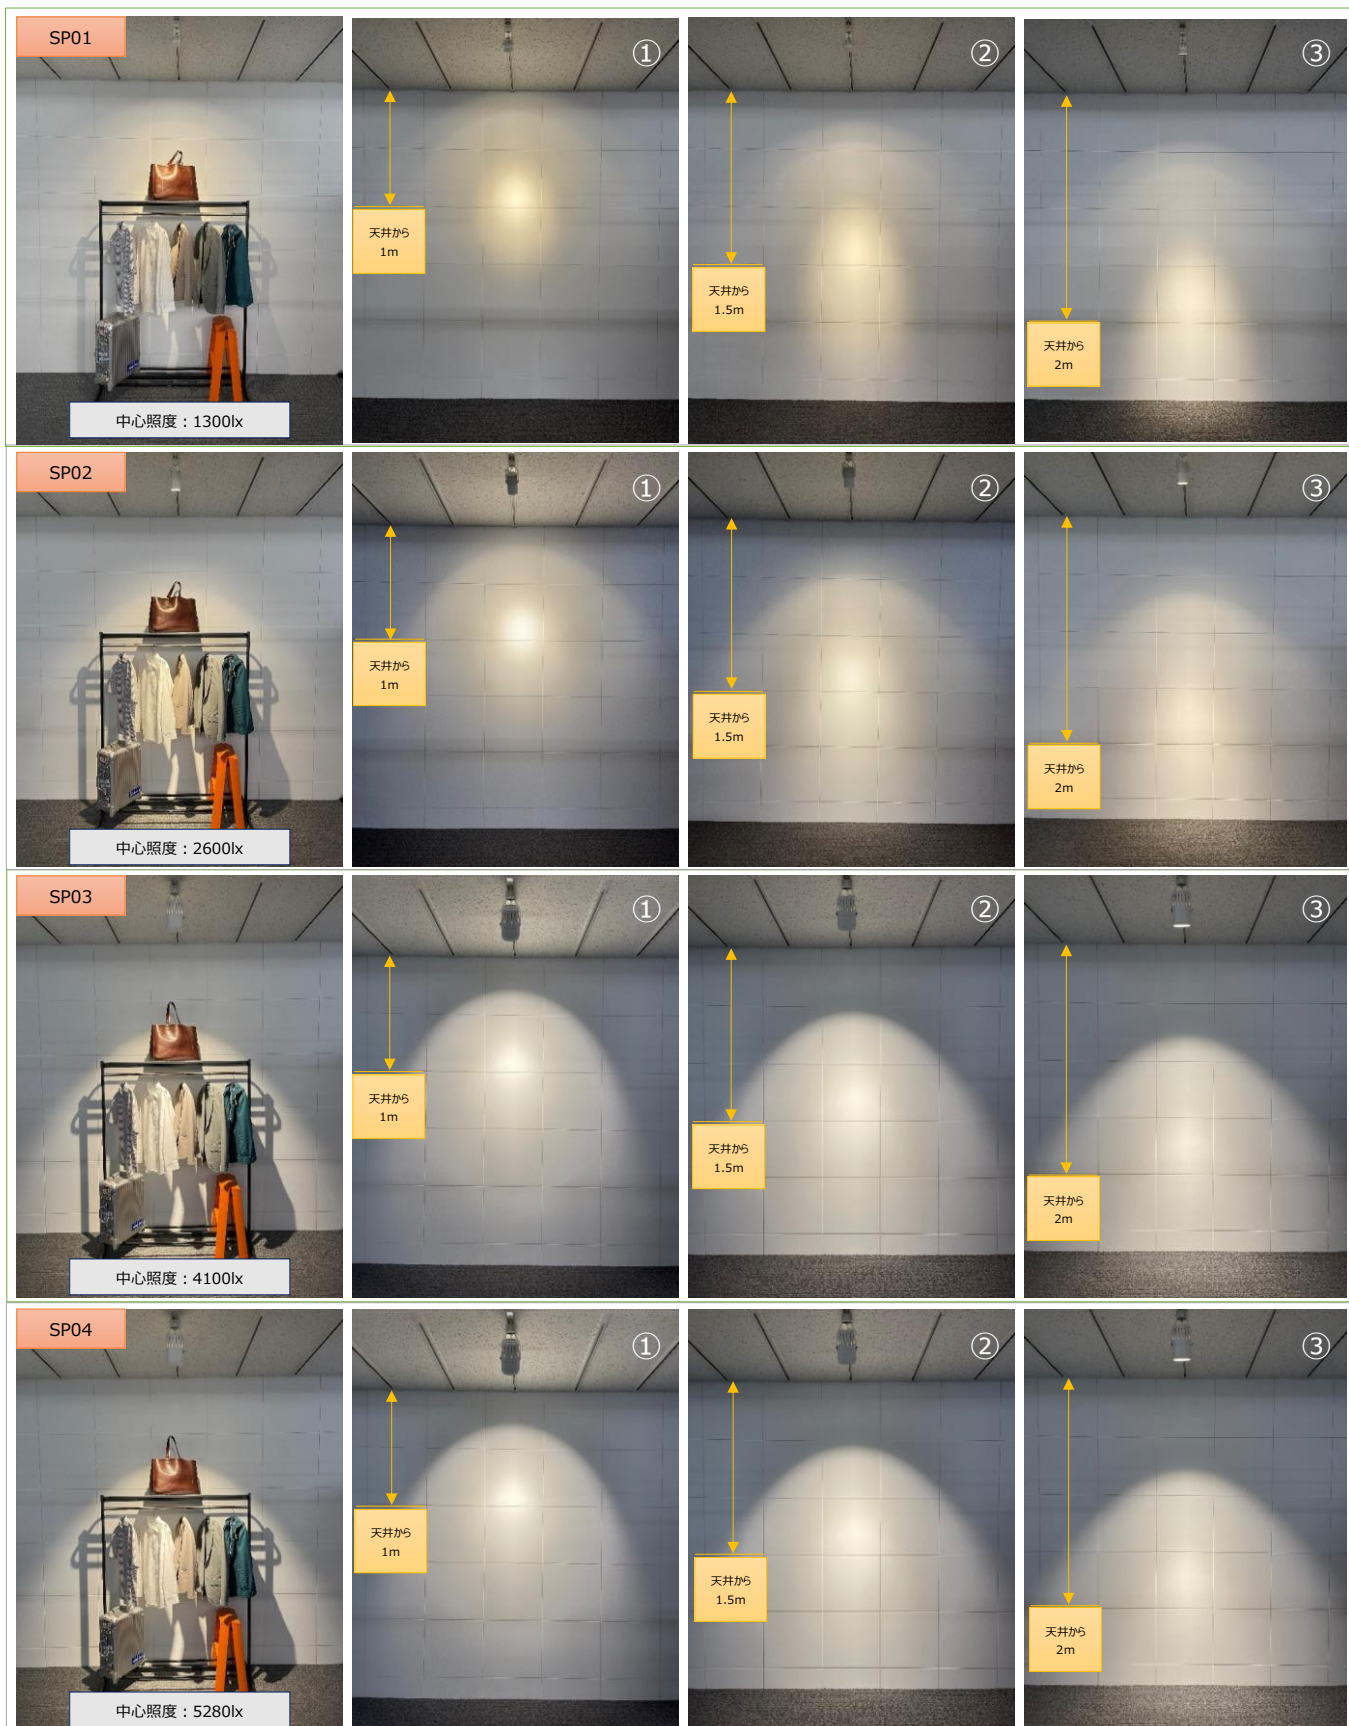 SP01
①
②
③
天井から
1m
天井から
1.5m
天井から
2m
中心照度：1300lx
SP02
①
②
③
天井から
1m
天井から
1.5m
天井から
2m
中心照度：2600lx
SP03
①
②
③
天井から
1m
天井から
1.5m
天井から
2m
中心照度：4100lx
SP04
①
②
③
天井から
1m
天井から
1.5m
天井から
2m
中心照度：5280lx